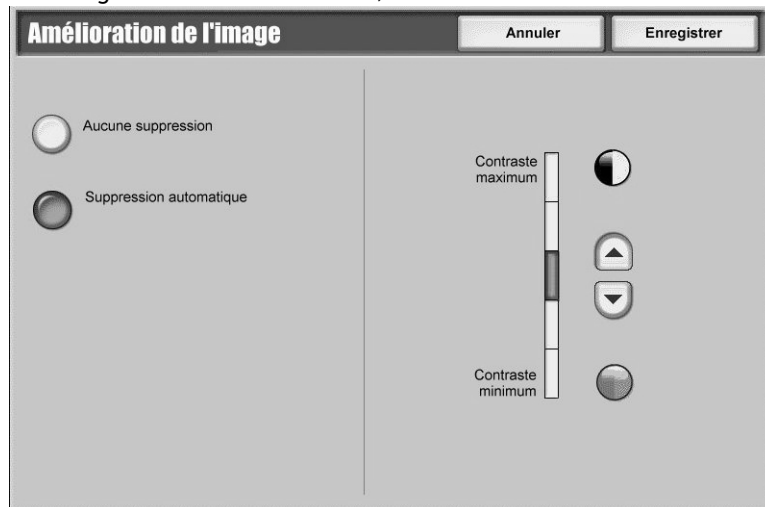 Amélioration de l'image
Annuler
Enregistrer
Aucune suppression
Suppression automatique
Contraste
maximum
Contraste
minimum